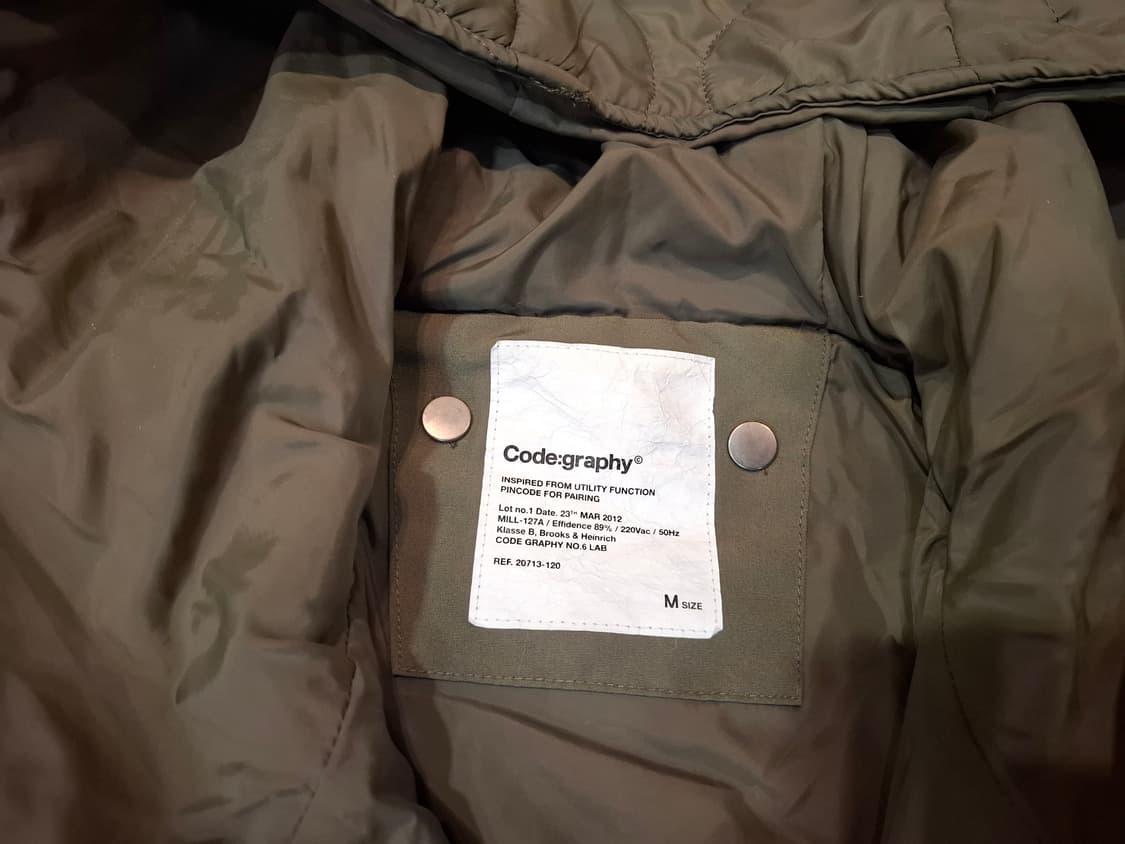 Code:graphy©
INSPIRED FROM UTILITY FUNCTION
PINCODE FOR PAIRING
Lot no.1 Date. 23ᵀᴴ MAR 2012
MILL-127A / Effidence 89% / 220Vac / 50Hz
Klasse B, Brooks & Heinrich
CODE GRAPHY NO.6 LAB
REF. 20713-120
M SIZE